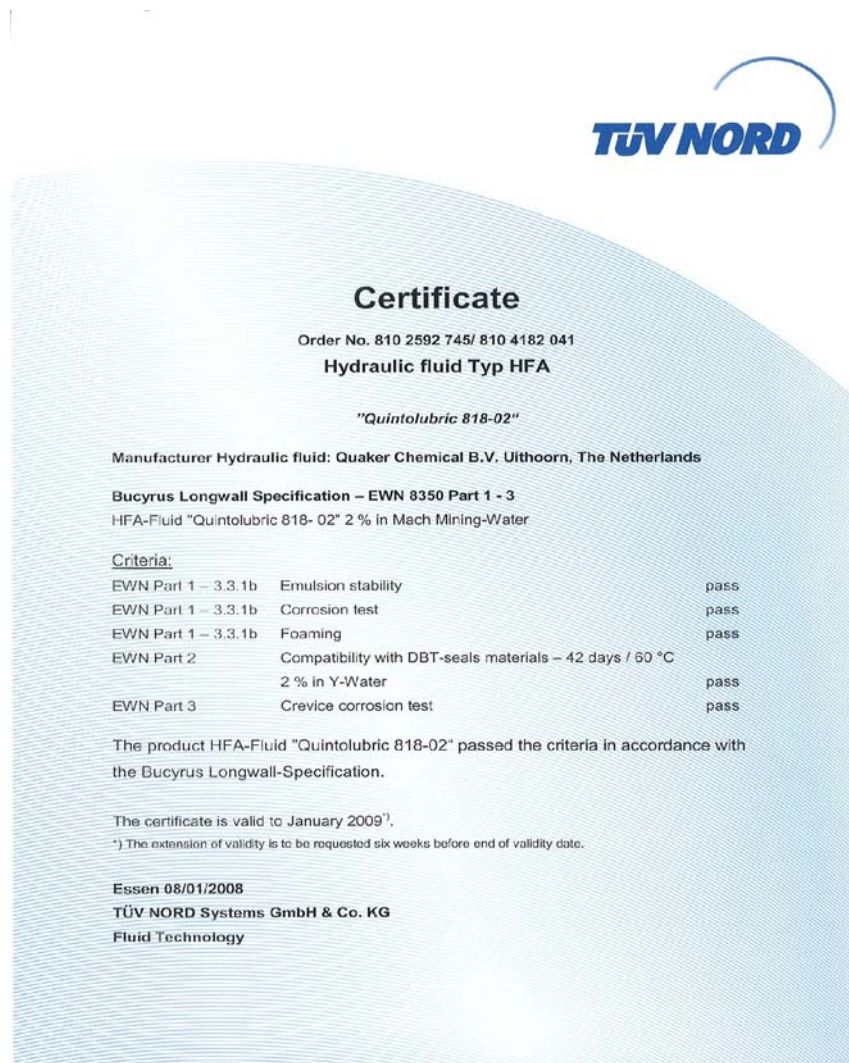 TÜV NORD
Certificate
Order No. 810 2592 745/ 810 4182 041
Hydraulic fluid Typ HFA
"Quintolubric 818-02“
Manufacturer Hydraulic fluid: Quaker Chemical B.V. Uithoorn, The Netherlands
Bucyrus Longwall Specification – EWN 8350 Part 1 - 3
HFA-Fluid "Quintolubric 818- 02" 2 % in Mach Mining-Water
Criteria:
EWN Part 1 – 3.3.1b Emulsion stability pass
EWN Part 1 – 3.3.1b Corrosion test pass
EWN Part 1 – 3.3.1b Foaming pass
EWN Part 2 Compatibility with DBT-seals materials – 42 days / 60 °C
2 % in Y-Water pass
EWN Part 3 Crevice corrosion test pass
The product HFA-Fluid "Quintolubric 818-02" passed the criteria in accordance with
the Bucyrus Longwall-Specification.
The certificate is valid to January 2009*).
*) The extension of validity is to be requested six weeks before end of validity date.
Essen 08/01/2008
TÜV NORD Systems GmbH & Co. KG
Fluid Technology